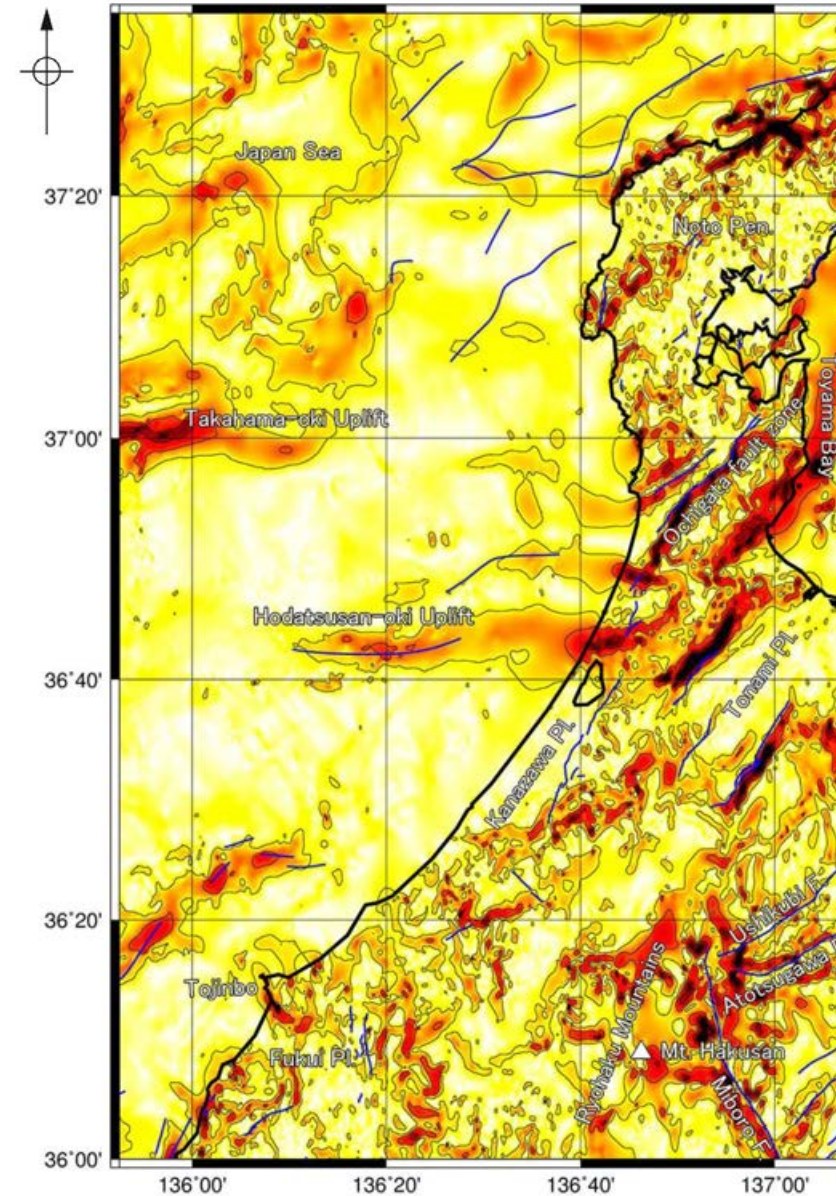 Japan Sea
37°20'
Noto Pen.
Toyama Bay
Takahama-oki Uplift
37°00'
Ochigata fault zone
Hodatsusan-oki Uplift
36°40'
Tonami Pl.
Kanazawa Pl.
36°20'
Ushikubi F.
Tojinbo
Atotsugawa
Ryohaku Mountains
Fukui Pl.
Mt. Hakusan
Miboro F.
36°00'
136°00' 136°20' 136°40' 137°00'